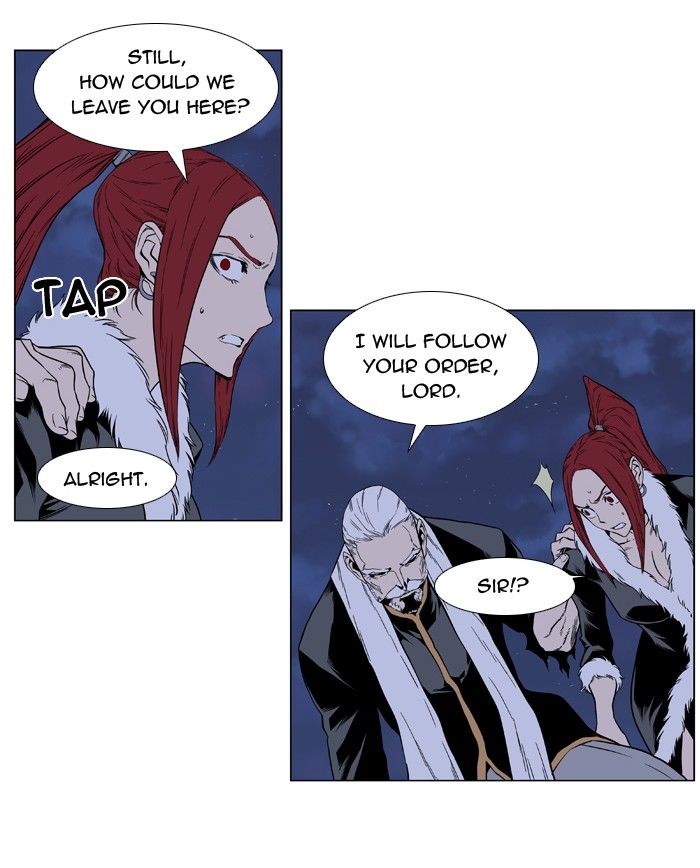 STILL,
HOW COULD WE
LEAVE YOU HERE?
TAP
ALRIGHT.
I WILL FOLLOW
YOUR ORDER,
LORD.
SIR!?